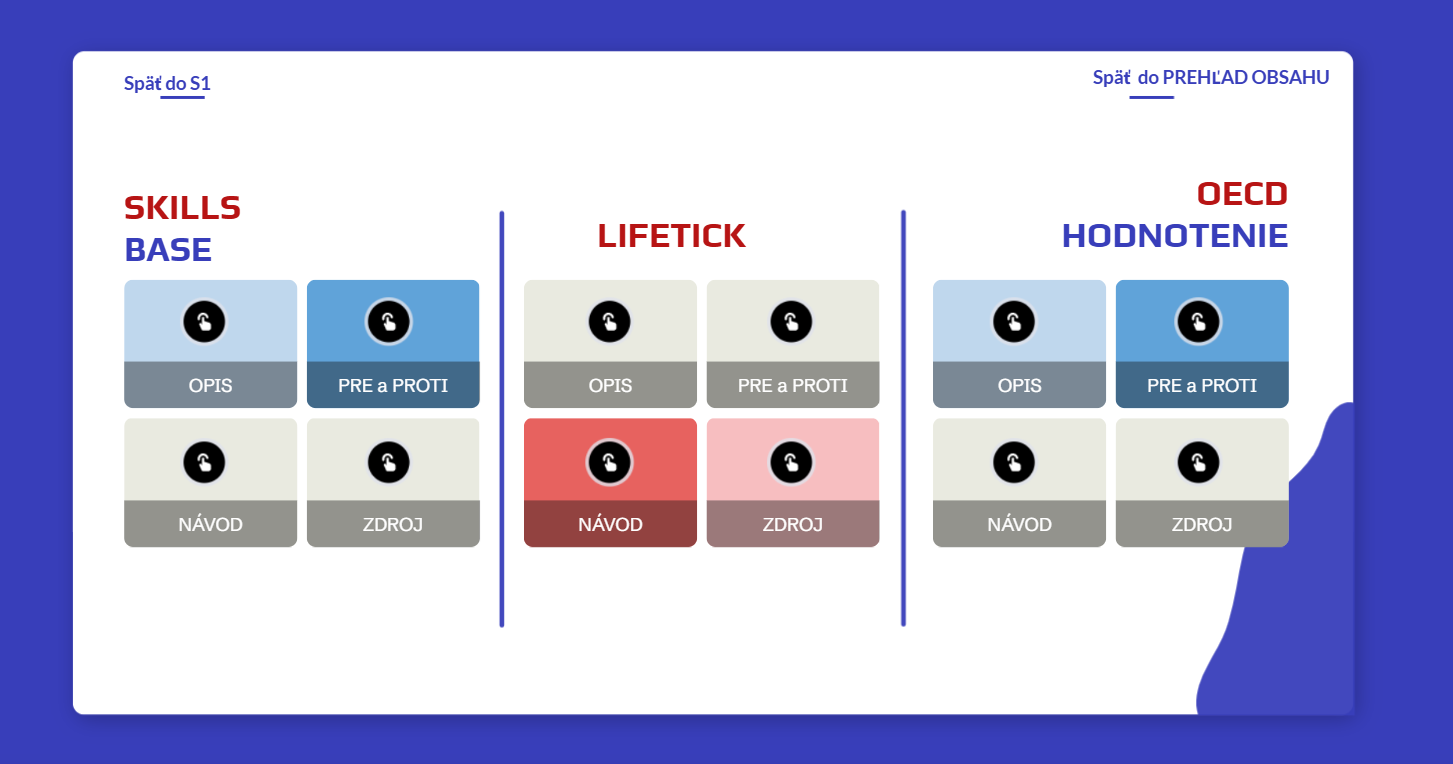 Späť do S1
Späť do PREHĽAD OBSAHU
SKILLS
BASE
OPIS
PRE a PROTI
NÁVOD
ZDROJ
LIFETICK
OPIS
PRE a PROTI
NÁVOD
ZDROJ
OECD
HODNOTENIE
OPIS
PRE a PROTI
NÁVOD
ZDROJ